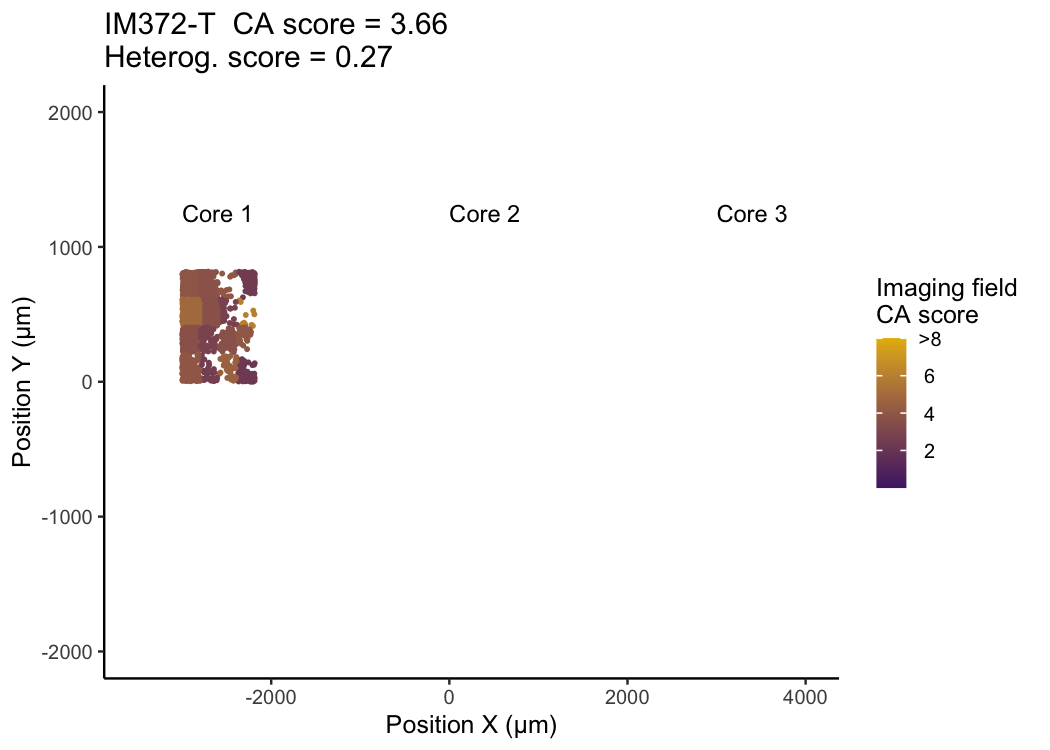 IM372-T  CA score = 3.66
Heterog. score = 0.27
2000
1000
0
-1000
-2000
Position Y (µm)
Core 1
Core 2
Core 3
-2000
0
2000
4000
Position X (µm)
Imaging field
CA score
>8
6
4
2